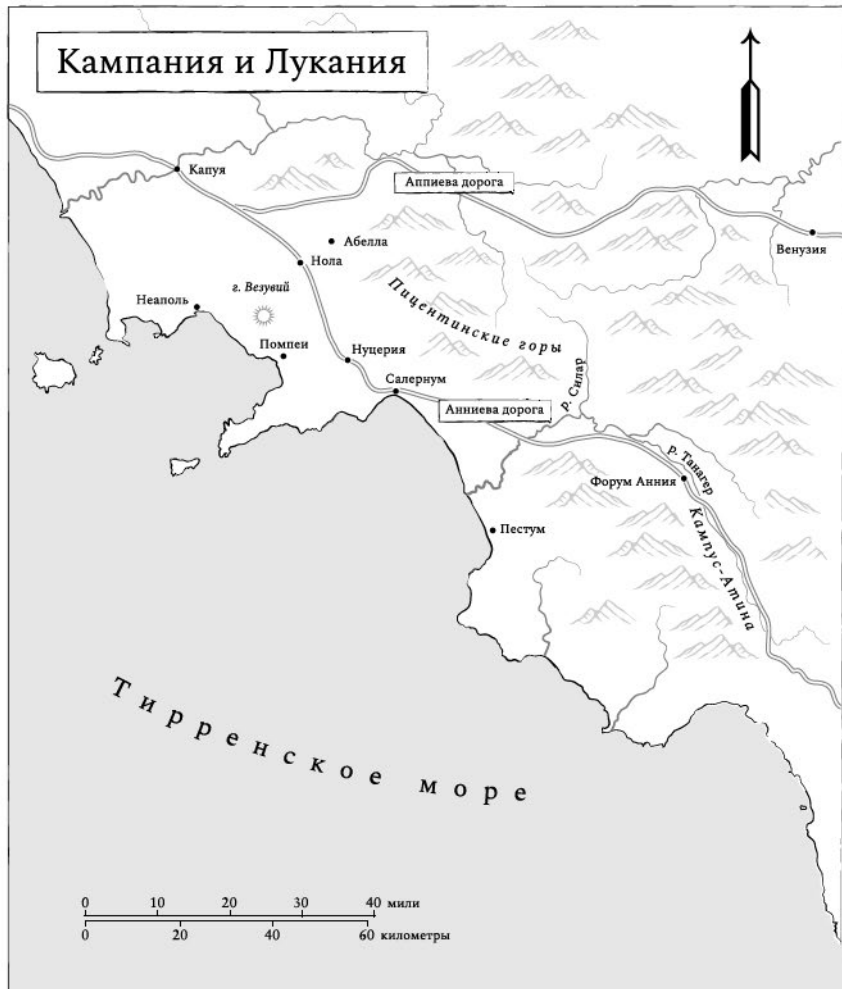 Кампания и Лукания
Капуя
Аппиева дорога
Абелла
Венузия
Нола
г. Везувий
Неаполь
Пицентинские горы
Помпеи
Нуцерия
Салернум
р. Силар
Анниева дорога
р. Танагер
Форум Анния
Кампус-Атина
Пестум
Тирренское море
0 10 20 30 40 мили
0 20 40 60 километры